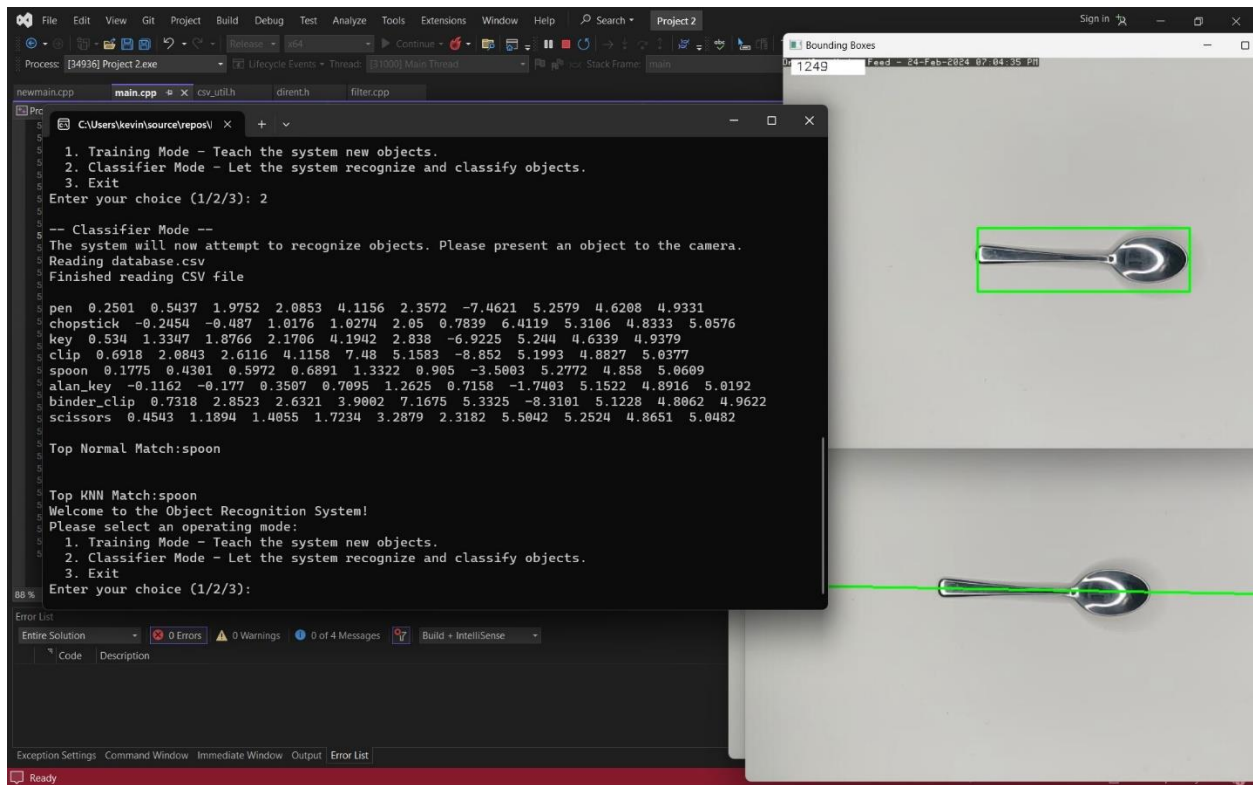 File Edit View Git Project Build Debug Test Analyze Tools Extensions Window Help Search Project 2 Sign in
Release x64 Continue
Process: [34936] Project 2.exe Lifecycle Events Thread: [31000] Main Thread Stack Frame: main
newmain.cpp main.cpp csv_util.h dirent.h filter.cpp
C:\Users\kevin\source\repos\
1. Training Mode - Teach the system new objects.
2. Classifier Mode - Let the system recognize and classify objects.
3. Exit
Enter your choice (1/2/3): 2
-- Classifier Mode --
The system will now attempt to recognize objects. Please present an object to the camera.
Reading database.csv
Finished reading CSV file
pen 0.2501 0.5437 1.9752 2.0853 4.1156 2.3572 -7.4621 5.2579 4.6208 4.9331
chopstick -0.2454 -0.487 1.0176 1.0274 2.05 0.7839 6.4119 5.3106 4.8333 5.0576
key 0.534 1.3347 1.8766 2.1706 4.1942 2.838 -6.9225 5.244 4.6339 4.9379
clip 0.6918 2.0843 2.6116 4.1158 7.48 5.1583 -8.852 5.1993 4.8827 5.0377
spoon 0.1775 0.4301 0.5972 0.6891 1.3322 0.905 -3.5003 5.2772 4.858 5.0609
alan_key -0.1162 -0.177 0.3507 0.7095 1.2625 0.7158 -1.7403 5.1522 4.8916 5.0192
binder_clip 0.7318 2.8523 2.6321 3.9002 7.1675 5.3325 -8.3101 5.1228 4.8062 4.9622
scissors 0.4543 1.1894 1.4055 1.7234 3.2879 2.3182 5.5042 5.2524 4.8651 5.0482
Top Normal Match:spoon
Top KNN Match:spoon
Welcome to the Object Recognition System!
Please select an operating mode:
1. Training Mode - Teach the system new objects.
2. Classifier Mode - Let the system recognize and classify objects.
3. Exit
Enter your choice (1/2/3):
88 %
Error List
Entire Solution 0 Errors 0 Warnings 0 of 4 Messages Build + IntelliSense
Code Description
Exception Settings Command Window Immediate Window Output Error List
Ready
Bounding Boxes
Feed - 24-Feb-2024 07:04:35 PM
1249